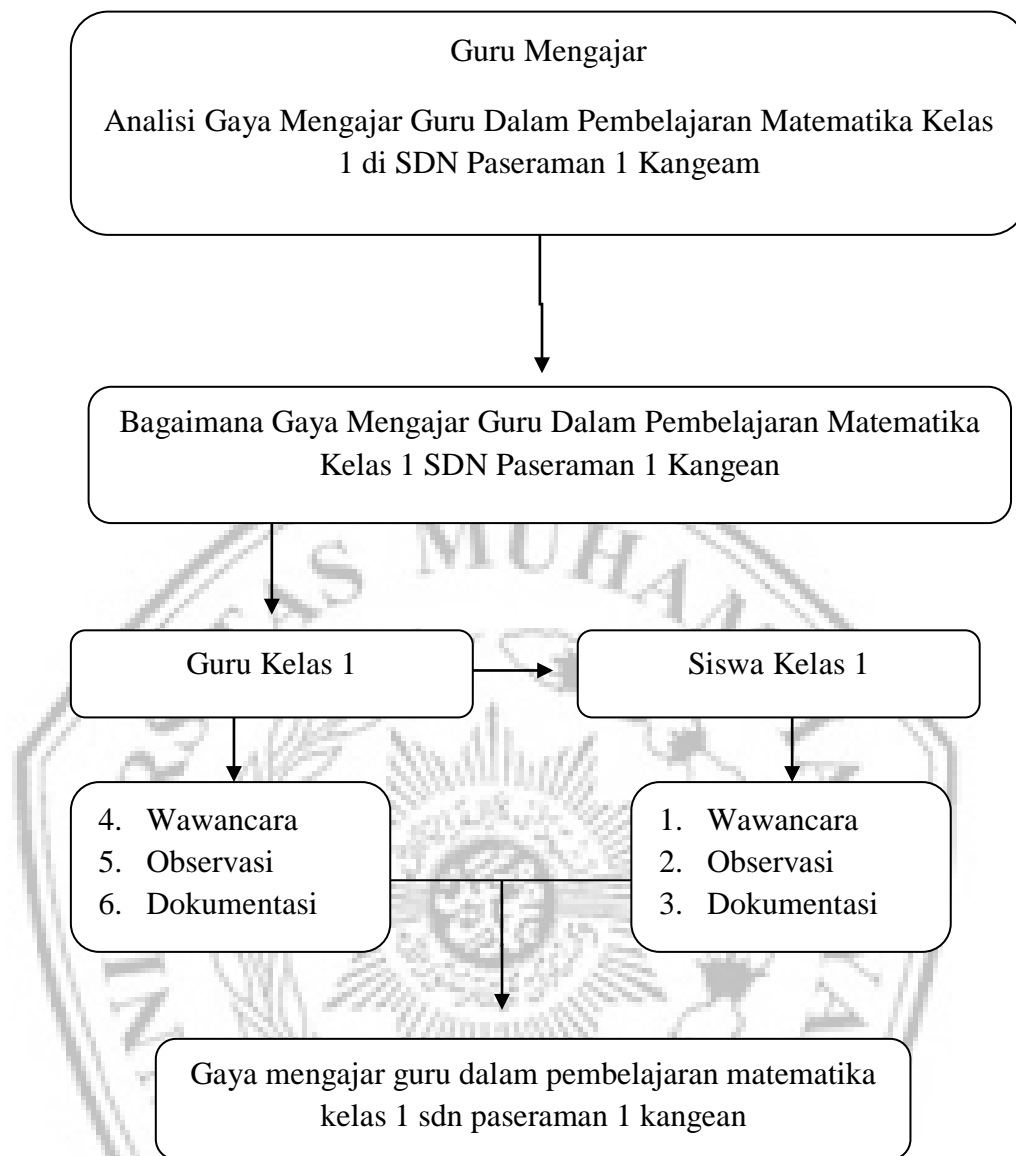 Guru Mengajar
Analisi Gaya Mengajar Guru Dalam Pembelajaran Matematika Kelas
1 di SDN Paseraman 1 Kangeam
Bagaimana Gaya Mengajar Guru Dalam Pembelajaran Matematika
Kelas 1 SDN Paseraman 1 Kangean
Guru Kelas 1
Siswa Kelas 1
4. Wawancara
5. Observasi
6. Dokumentasi
1. Wawancara
2. Observasi
3. Dokumentasi
Gaya mengajar guru dalam pembelajaran matematika
kelas 1 sdn paseraman 1 kangean